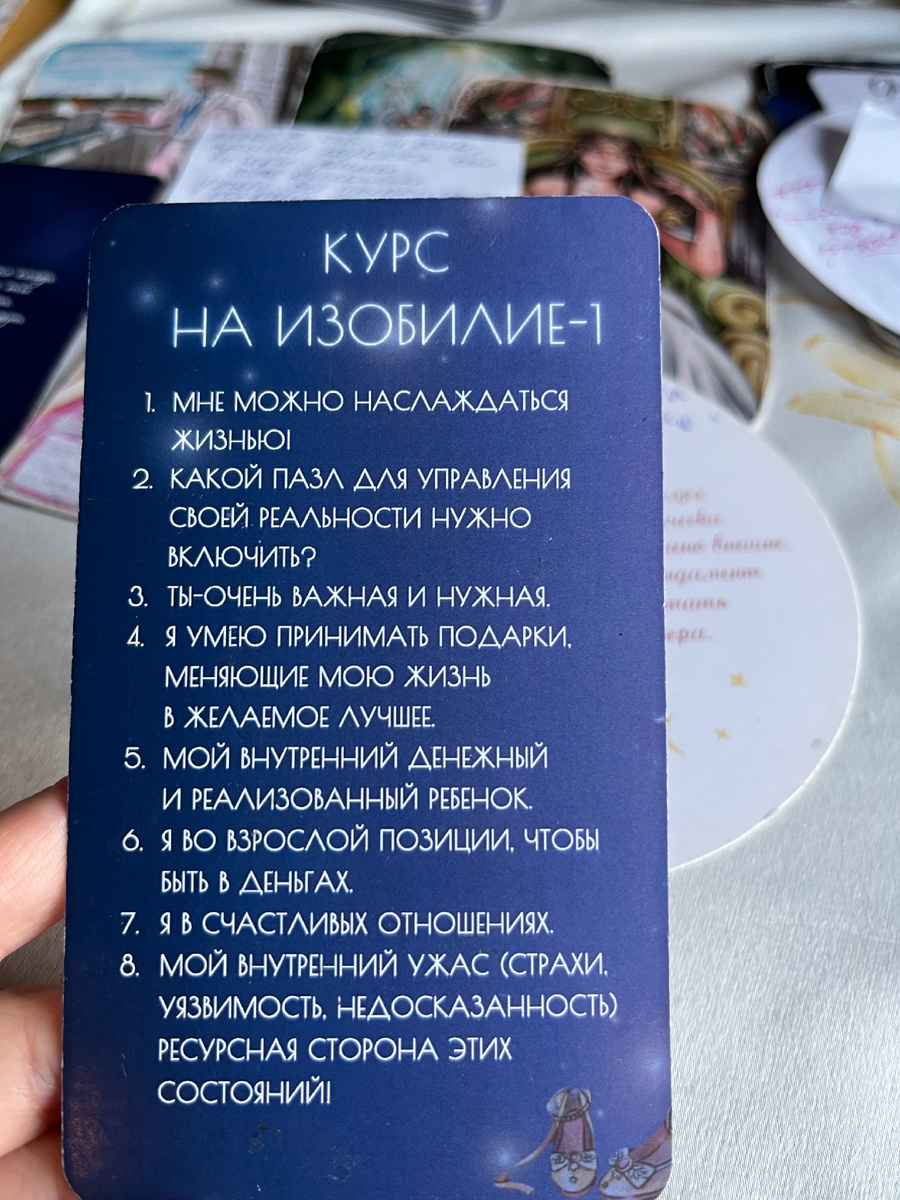 КУРС
НА ИЗОБИЛИЕ-1
1. МНЕ МОЖНО НАСЛАЖДАТЬСЯ
ЖИЗНЬЮ!
2. КАКОЙ ПАЗЛ ДЛЯ УПРАВЛЕНИЯ
СВОЕЙ РЕАЛЬНОСТИ НУЖНО
ВКЛЮЧИТЬ?
3. ТЫ-ОЧЕНЬ ВАЖНАЯ И НУЖНАЯ.
4. Я УМЕЮ ПРИНИМАТЬ ПОДАРКИ,
МЕНЯЮЩИЕ МОЮ ЖИЗНЬ
В ЖЕЛАЕМОЕ ЛУЧШЕЕ.
5. МОЙ ВНУТРЕННИЙ ДЕНЕЖНЫЙ
И РЕАЛИЗОВАННЫЙ РЕБЕНОК.
6. Я ВО ВЗРОСЛОЙ ПОЗИЦИИ, ЧТОБЫ
БЫТЬ В ДЕНЬГАХ.
7. Я В СЧАСТЛИВЫХ ОТНОШЕНИЯХ.
8. МОЙ ВНУТРЕННИЙ УЖАС (СТРАХИ,
УЯЗВИМОСТЬ, НЕДОСКАЗАННОСТЬ)
РЕСУРСНАЯ СТОРОНА ЭТИХ
СОСТОЯНИЙ!